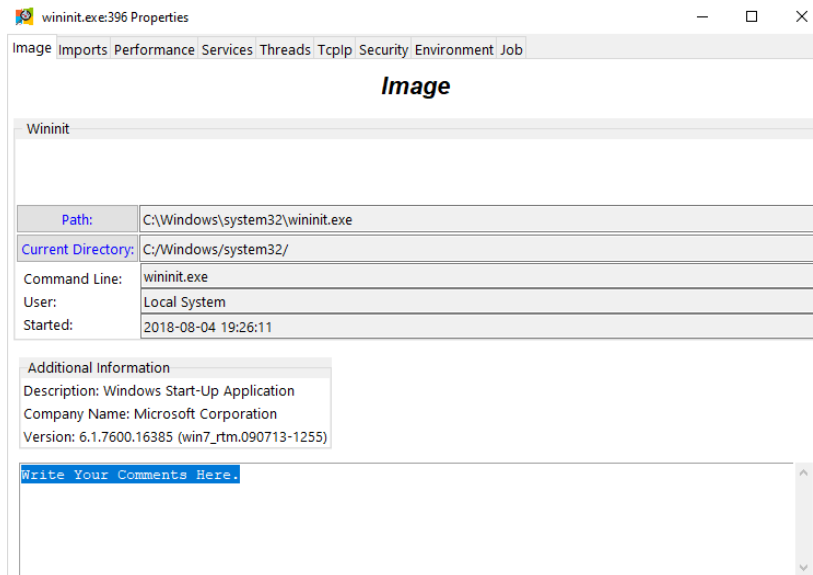 wininit.exe:396 Properties
Image Imports Performance Services Threads TcpIp Security Environment Job
Image
Wininit
Path: C:\Windows\system32\wininit.exe
Current Directory: C:/Windows/system32/
Command Line: wininit.exe
User: Local System
Started: 2018-08-04 19:26:11
Additional Information
Description: Windows Start-Up Application
Company Name: Microsoft Corporation
Version: 6.1.7600.16385 (win7_rtm.090713-1255)
Write Your Comments Here.